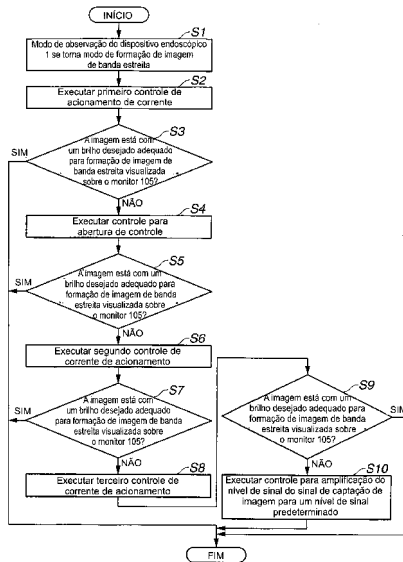 INÍCIO
S1
Modo de observação do dispositivo endoscópico
1 se torna modo de formação de imagem
de banda estreita
S2
Executar primeiro controle de
acionamento de corrente
S3
A imagem está com
um brilho desejado adequado
para formação de imagem de
banda estreita visualizada
sobre o monitor 105?
SIM
NÃO
S4
Executar controle para
abertura de controle
S5
A imagem está com um
brilho desejado adequado para
formação de imagem de banda
estreita visualizada sobre
o monitor 105?
SIM
NÃO
S6
Executar segundo controle de
corrente de acionamento
S7
A imagem está com
um brilho desejado adequado
para formação de imagem de banda
estreita visualizada sobre
o monitor 105?
SIM
NÃO
S8
Executar terceiro controle de
corrente de acionamento
S9
A imagem está com um
brilho desejado adequado para
formação de imagem de banda
estreita visualizada sobre
o monitor 105?
SIM
NÃO
S10
Executar controle para amplificação do
nível de sinal do sinal de captação de
imagem para um nível de sinal
predeterminado
FIM